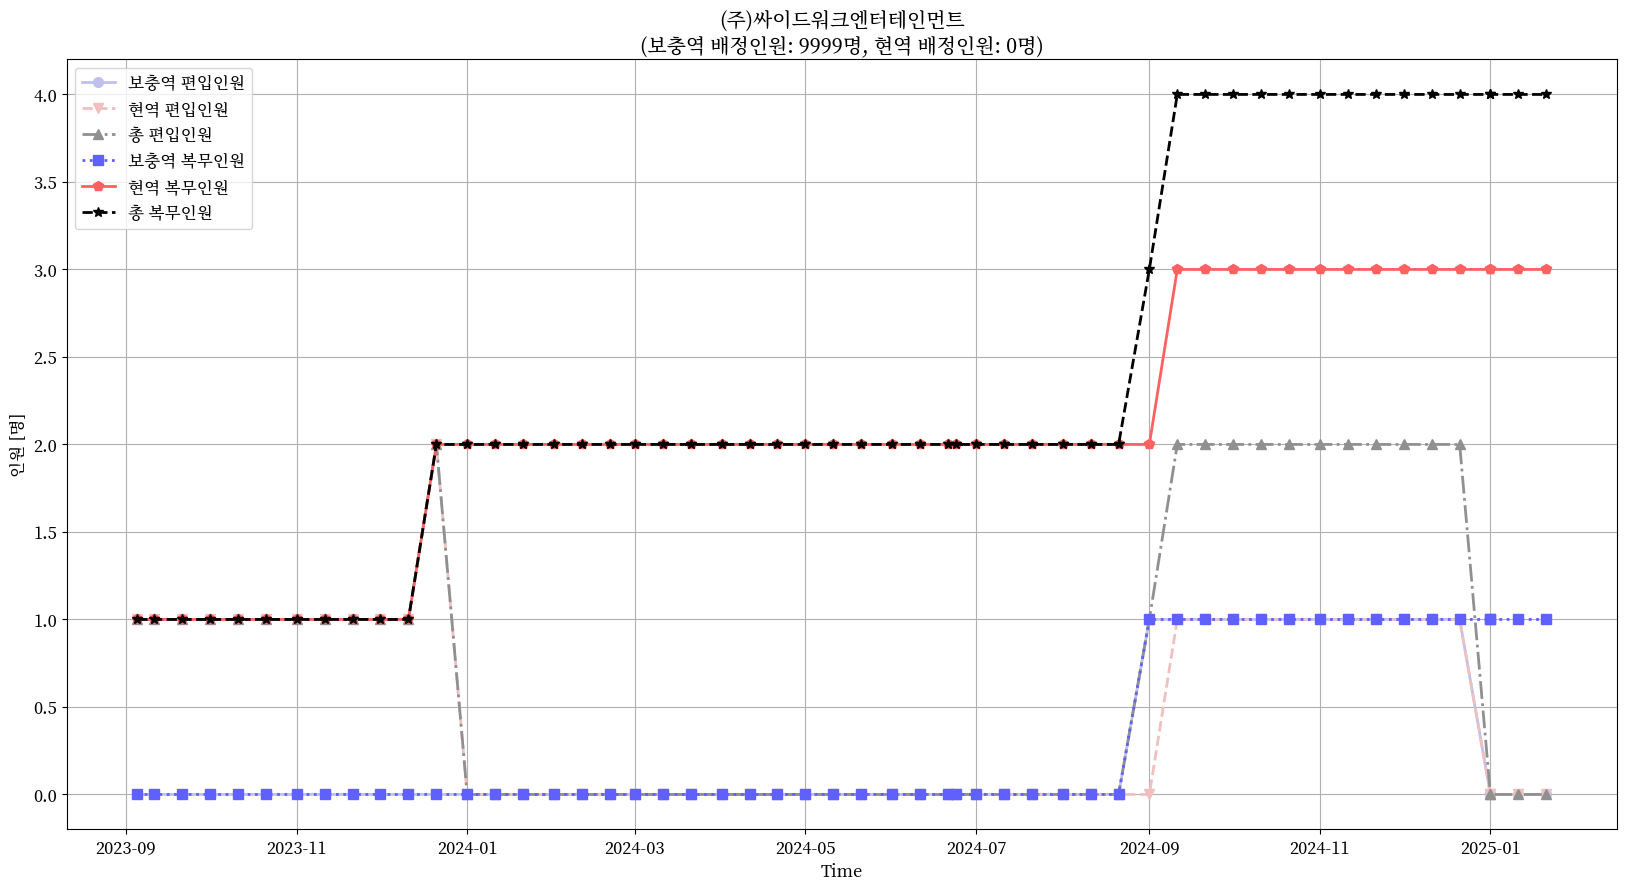 (주)싸이드워크엔터테인먼트
(보충역 배정인원: 9999명, 현역 배정인원: 0명)
보충역 편입인원
현역 편입인원
총 편입인원
보충역 복무인원
현역 복무인원
총 복무인원
4.0
3.5
3.0
2.5
2.0
1.5
1.0
0.5
0.0
인원 [명]
2023-09 2023-11 2024-01 2024-03 2024-05 2024-07 2024-09 2024-11 2025-01
Time